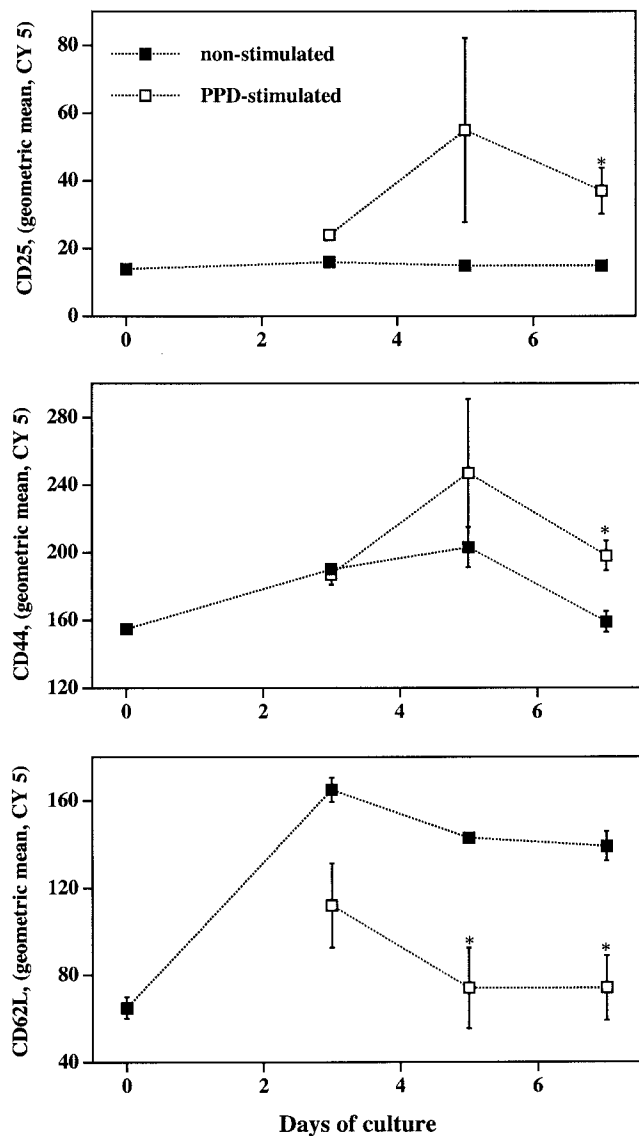 80
60
40
20
0
CD25, (geometric mean, CY 5)
non-stimulated
PPD-stimulated
*
0 2 4 6
280
240
200
160
120
CD44, (geometric mean, CY 5)
*
0 2 4 6
160
120
80
40
CD62L, (geometric mean, CY 5)
* *
0 2 4 6
Days of culture